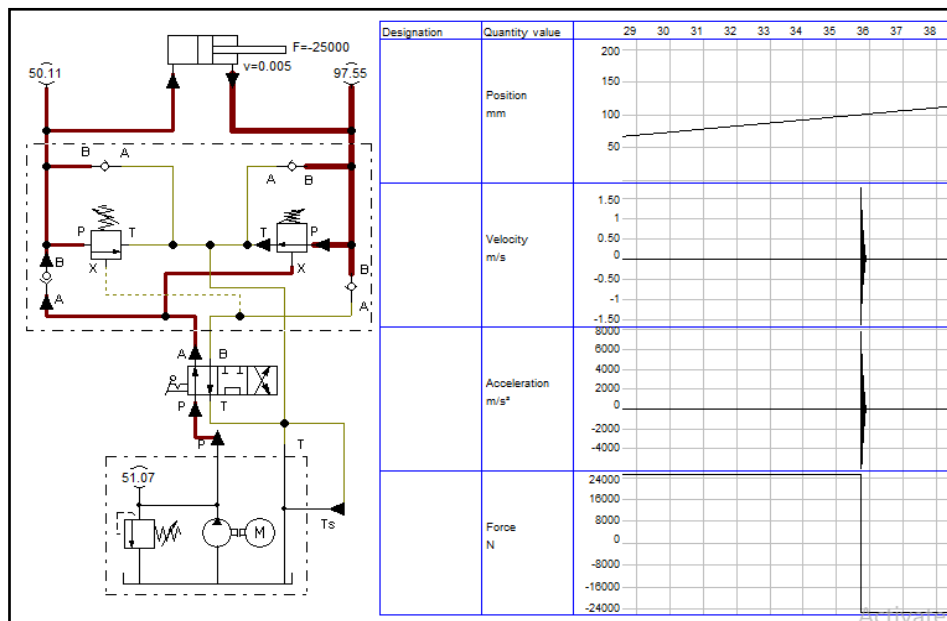 Designation Quantity value 29 30 31 32 33 34 35 36 37 38
F=-25000
50.11 v=0.005 97.55
200
Position
mm
100
50
B A
A B
P T T P
X X
B B
A A
1.50
1
Velocity
m/s
0.50
0
-0.50
-1
-1.50
A B
P T
8000
6000
4000
Acceleration
m/s²
2000
0
-2000
-4000
P T
51.07
Ts
M
24000
16000
8000
Force
N
0
-8000
-16000
-24000
Activate